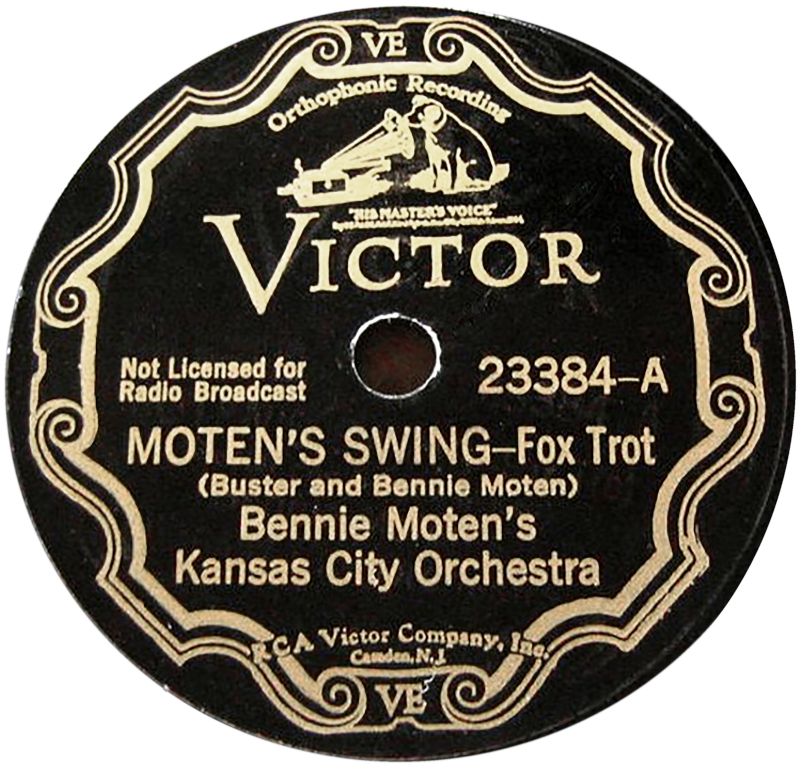 VE
Orthophonic Recording
"HIS MASTER'S VOICE"
VICTOR
Not Licensed for
Radio Broadcast
23384-A
MOTEN'S SWING—Fox Trot
(Buster and Bennie Moten)
Bennie Moten's
Kansas City Orchestra
RCA Victor Company, Inc.
Camden, N.J.
VE